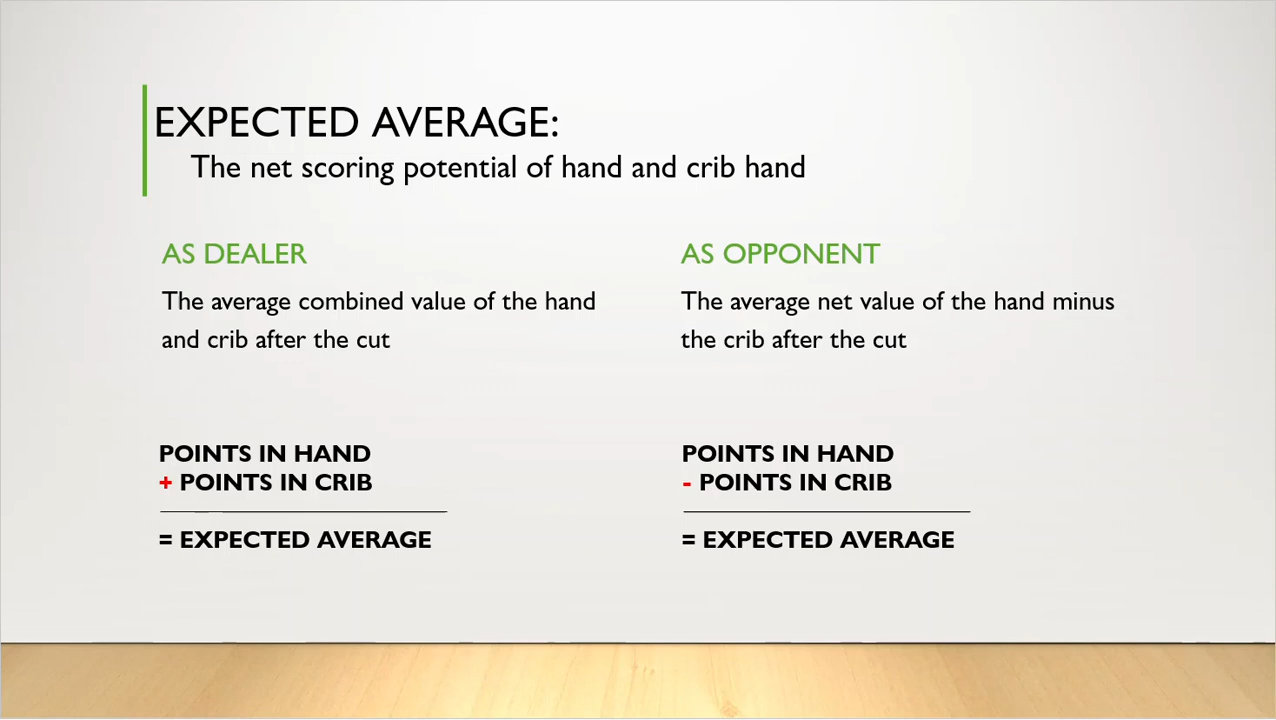 EXPECTED AVERAGE:
The net scoring potential of hand and crib hand
AS DEALER
The average combined value of the hand
and crib after the cut
POINTS IN HAND
+ POINTS IN CRIB
= EXPECTED AVERAGE
AS OPPONENT
The average net value of the hand minus
the crib after the cut
POINTS IN HAND
- POINTS IN CRIB
= EXPECTED AVERAGE